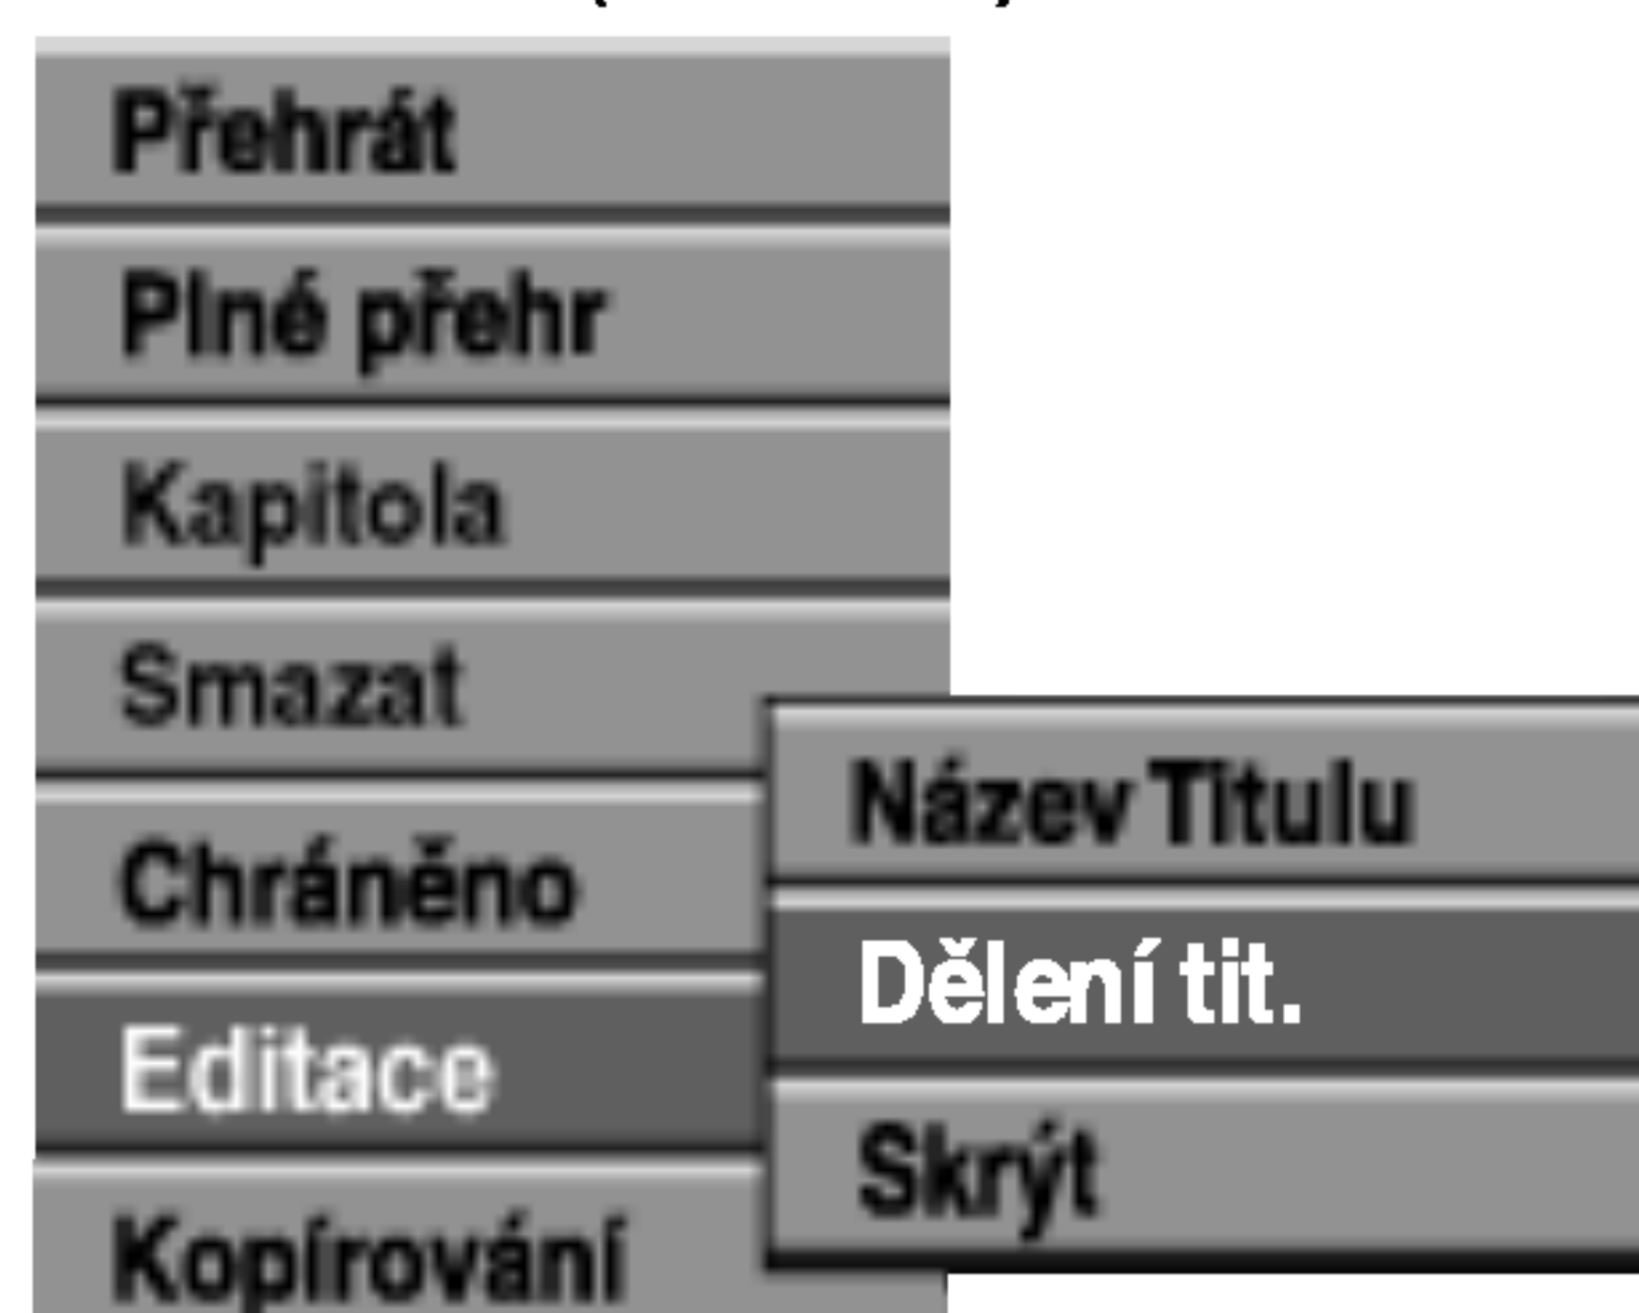 Přehrát
Plné přehr
Kapitola
Smazat
Chráněno
Editace
Kopírování
Název Titulu
Dělení tit.
Skrýt